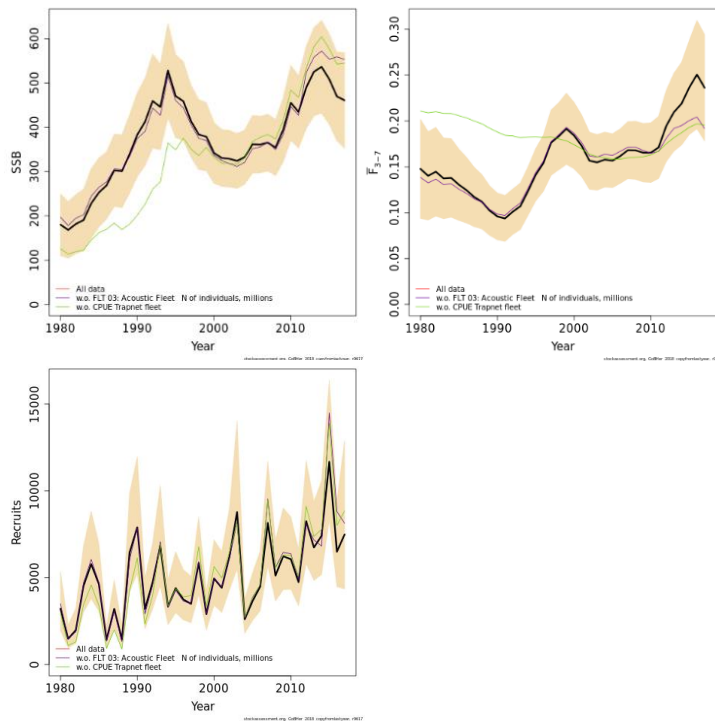 600
500
400
300
200
100
0
SSB
All data
w.o. FLT 03: Acoustic Fleet N of individuals, millions
w.o. CPUE Trapnet fleet
1980 1990 2000 2010
Year
0.30
0.25
0.20
0.15
0.10
0.05
0.00
F̅3−7
All data
w.o. FLT 03: Acoustic Fleet N of individuals, millions
w.o. CPUE Trapnet fleet
1980 1990 2000 2010
Year
15000
10000
5000
0
Recruits
All data
w.o. FLT 03: Acoustic Fleet N of individuals, millions
w.o. CPUE Trapnet fleet
1980 1990 2000 2010
Year